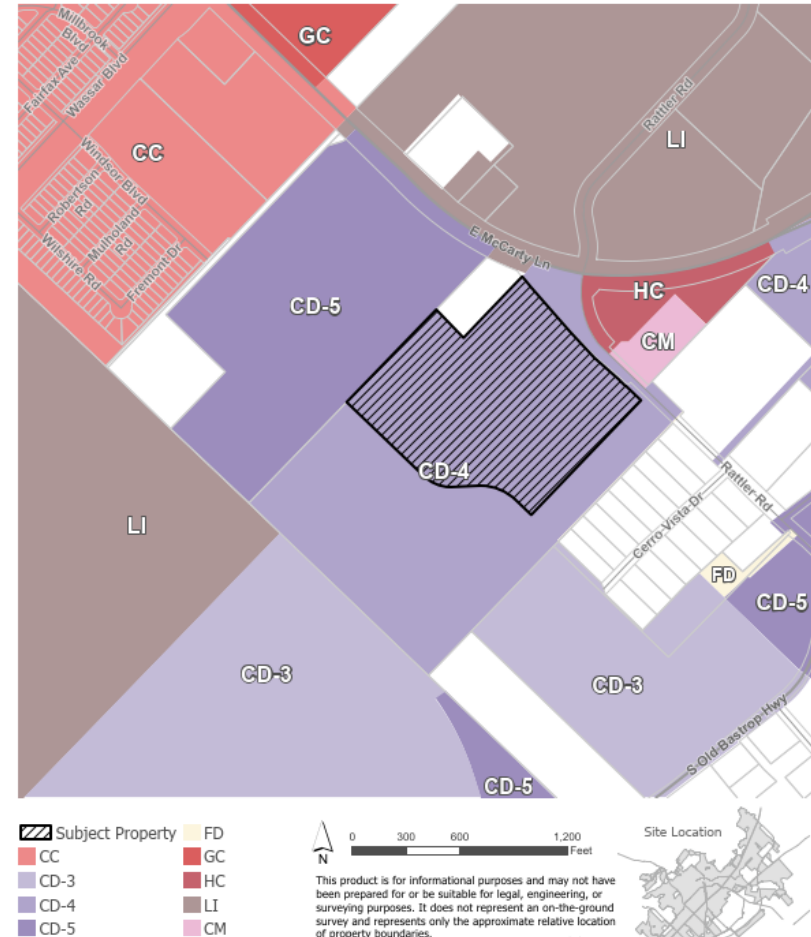 GC
Millbrook
Blvd
Fairfax Ave
Wassar Blvd
Rattler Rd
LI
CC
Windsor Blvd
Robertson
Rd
Mulholand
Rd
Wilshire Rd
Fremont Dr
E McCarty Ln
HC
CD-4
CD-5
CM
CD-4
Rattler Rd
Cerro Vista Dr
LI
FD
CD-5
CD-3
CD-3
S Old Bastrop Hwy
CD-5
Subject Property
FD
CC
GC
CD-3
HC
CD-4
LI
CD-5
CM
N
0 300 600 1,200
Feet
This product is for informational purposes and may not have
been prepared for or be suitable for legal, engineering, or
surveying purposes. It does not represent an on-the-ground
survey and represents only the approximate relative location
of property boundaries.
Site Location